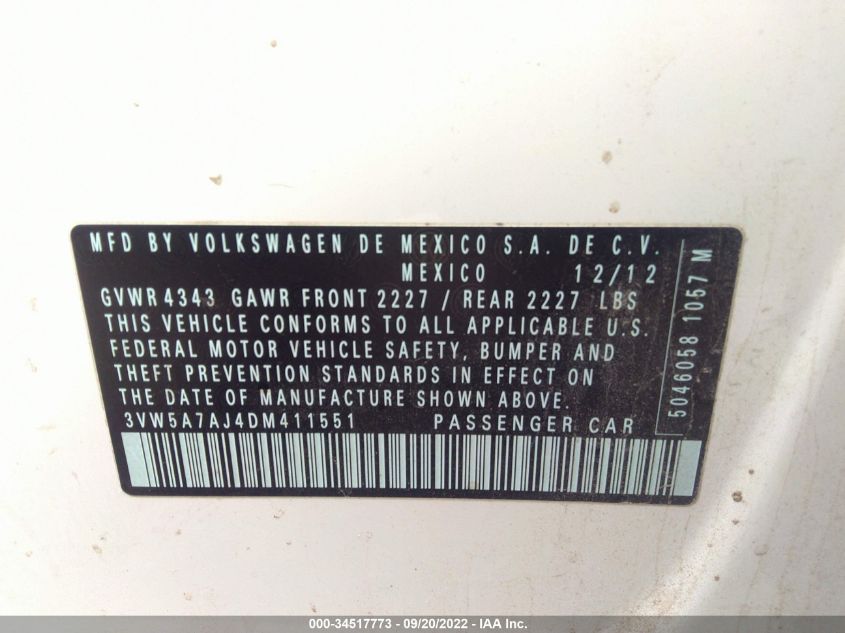 MFD BY VOLKSWAGEN DE MEXICO S.A. DE C.V.
MEXICO 12/12
GVWR 4343 GAWR FRONT 2227 / REAR 2227 LBS
THIS VEHICLE CONFORMS TO ALL APPLICABLE U.S.
FEDERAL MOTOR VEHICLE SAFETY, BUMPER AND
THEFT PREVENTION STANDARDS IN EFFECT ON
THE DATE OF MANUFACTURE SHOWN ABOVE.
3VW5A7AJ4DM411551 PASSENGER CAR
5046058 1057 M
000-34517773 - 09/20/2022 - IAA Inc.